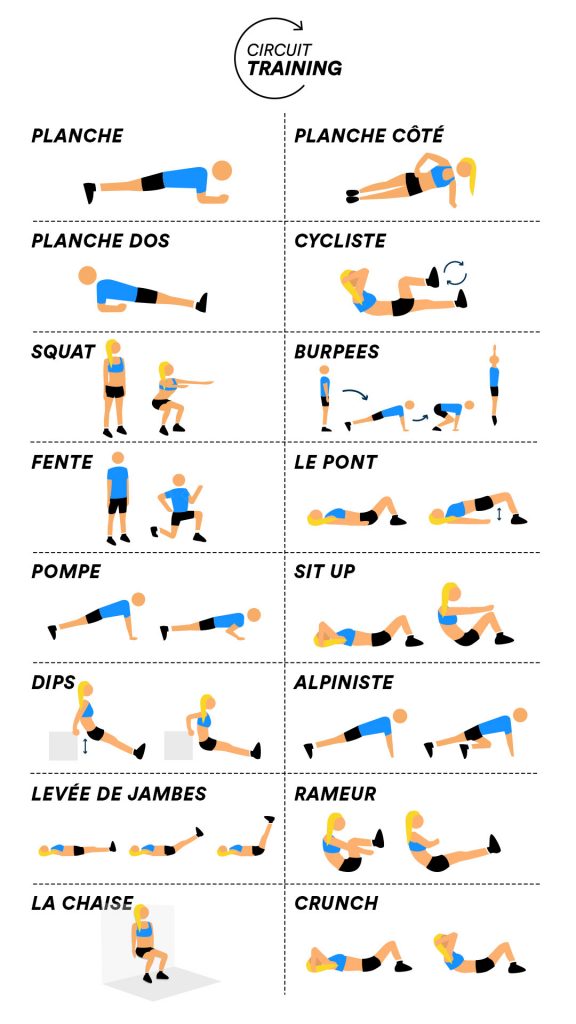 CIRCUIT
TRAINING
PLANCHE
PLANCHE CÔTÉ
PLANCHE DOS
CYCLISTE
SQUAT
BURPEES
FENTE
LE PONT
POMPE
SIT UP
DIPS
ALPINISTE
LEVÉE DE JAMBES
RAMEUR
LA CHAISE
CRUNCH